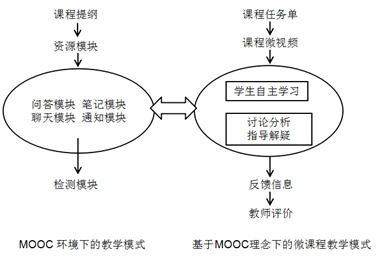 课程提纲
资源模块
问答模块 笔记模块
聊天模块 通知模块
检测模块
MOOC 环境下的教学模式
课程任务单
课程微视频
学生自主学习
讨论分析
指导解疑
反馈信息
教师评价
基于MOOC理念下的微课程教学模式